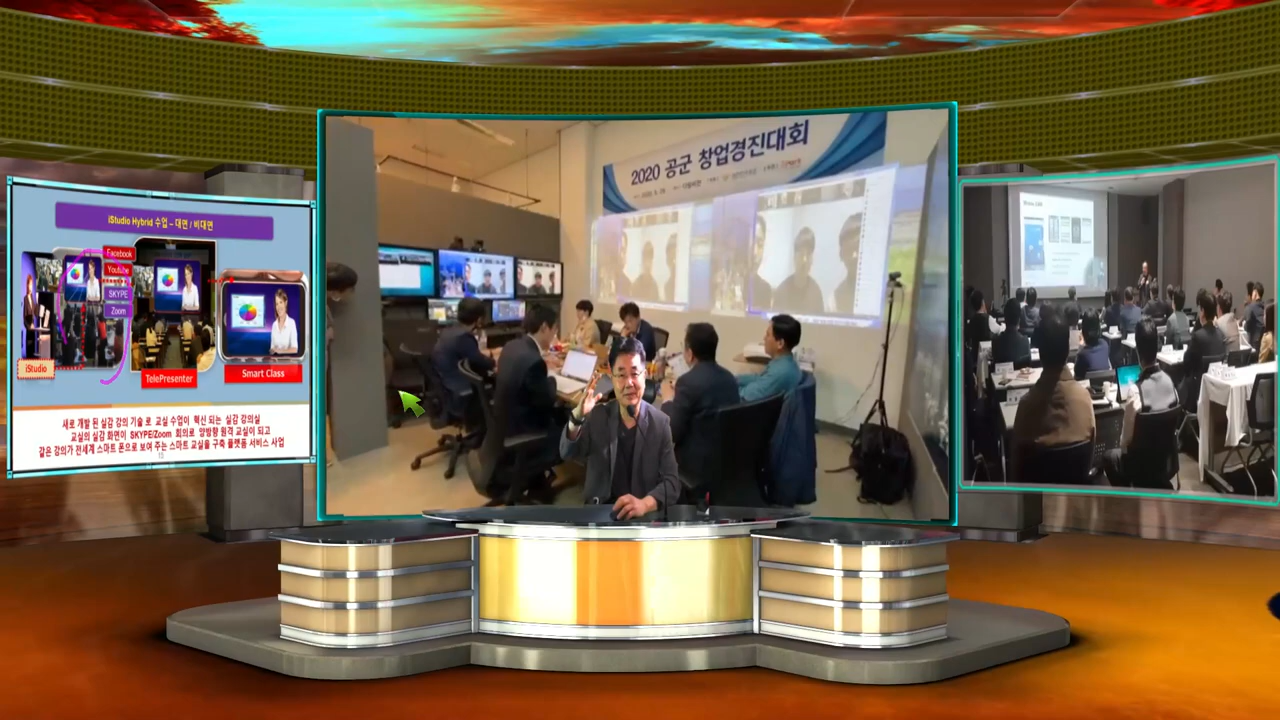 iStudio Hybrid 수업 – 대면 / 비대면
Facebook
Youtube
SKYPE
Zoom
iStudio
TelePresenter
Smart Class
새로 개발 된 실감 강의 기술 로 교실 수업이 혁신 되는 실감 강의실
교실의 실감 화면이 SKYPE/Zoom 회의로 양방향 원격 교실이 되고
같은 강의가 전세계 스마트 폰으로 보여 주는 스마트 교실을 구축 플랫폼 서비스 사업
15
2020 공군 창업경진대회